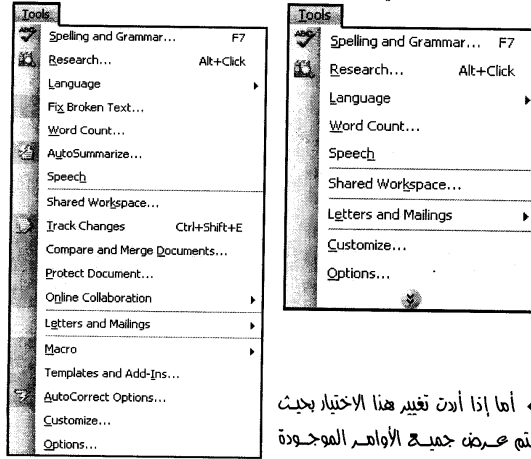 Tools
Spelling and Grammar... F7
Research... Alt+Click
Language
Fix Broken Text...
Word Count...
AutoSummarize...
Speech
Shared Workspace...
Track Changes Ctrl+Shift+E
Compare and Merge Documents...
Protect Document...
Online Collaboration
Letters and Mailings
Macro
Templates and Add-Ins...
AutoCorrect Options...
Customize...
Options...
Tools
Spelling and Grammar... F7
Research... Alt+Click
Language
Word Count...
Speech
Shared Workspace...
Letters and Mailings
Customize...
Options...
أما إذا أردت تغيير هذا الاختيار بحيث
يتم عرض جميع الأوامر الموجودة